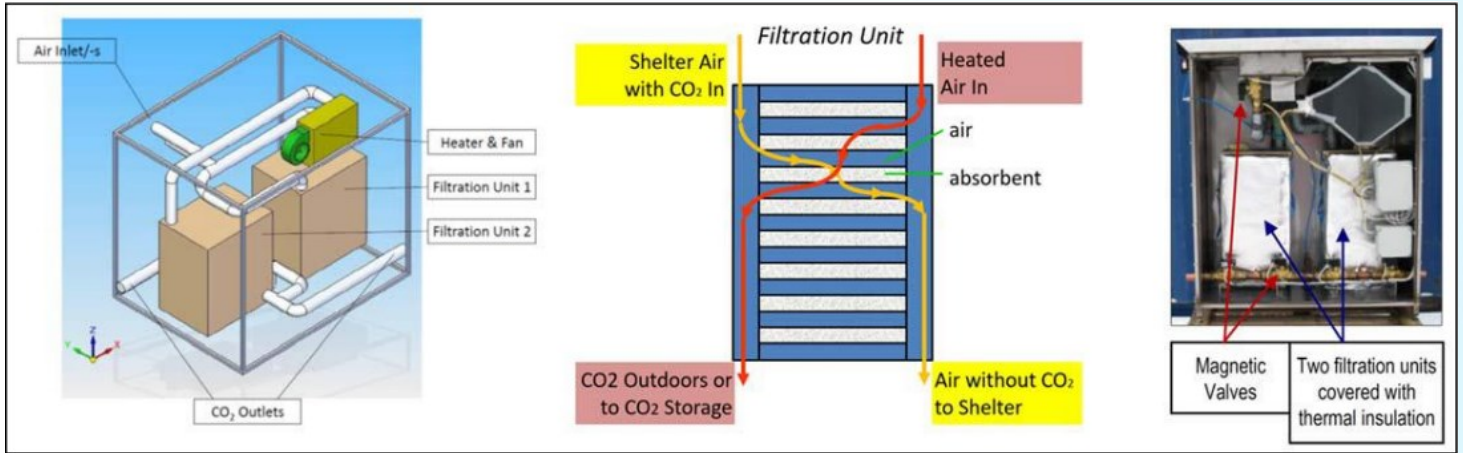 Air Inlet/-s
Heater & Fan
Filtration Unit 1
Filtration Unit 2
CO₂ Outlets
Z
Y
X
Filtration Unit
Shelter Air
with CO₂ In
Heated
Air In
air
absorbent
CO2 Outdoors or
to CO₂ Storage
Air without CO₂
to Shelter
Magnetic
Valves
Two filtration units
covered with
thermal insulation